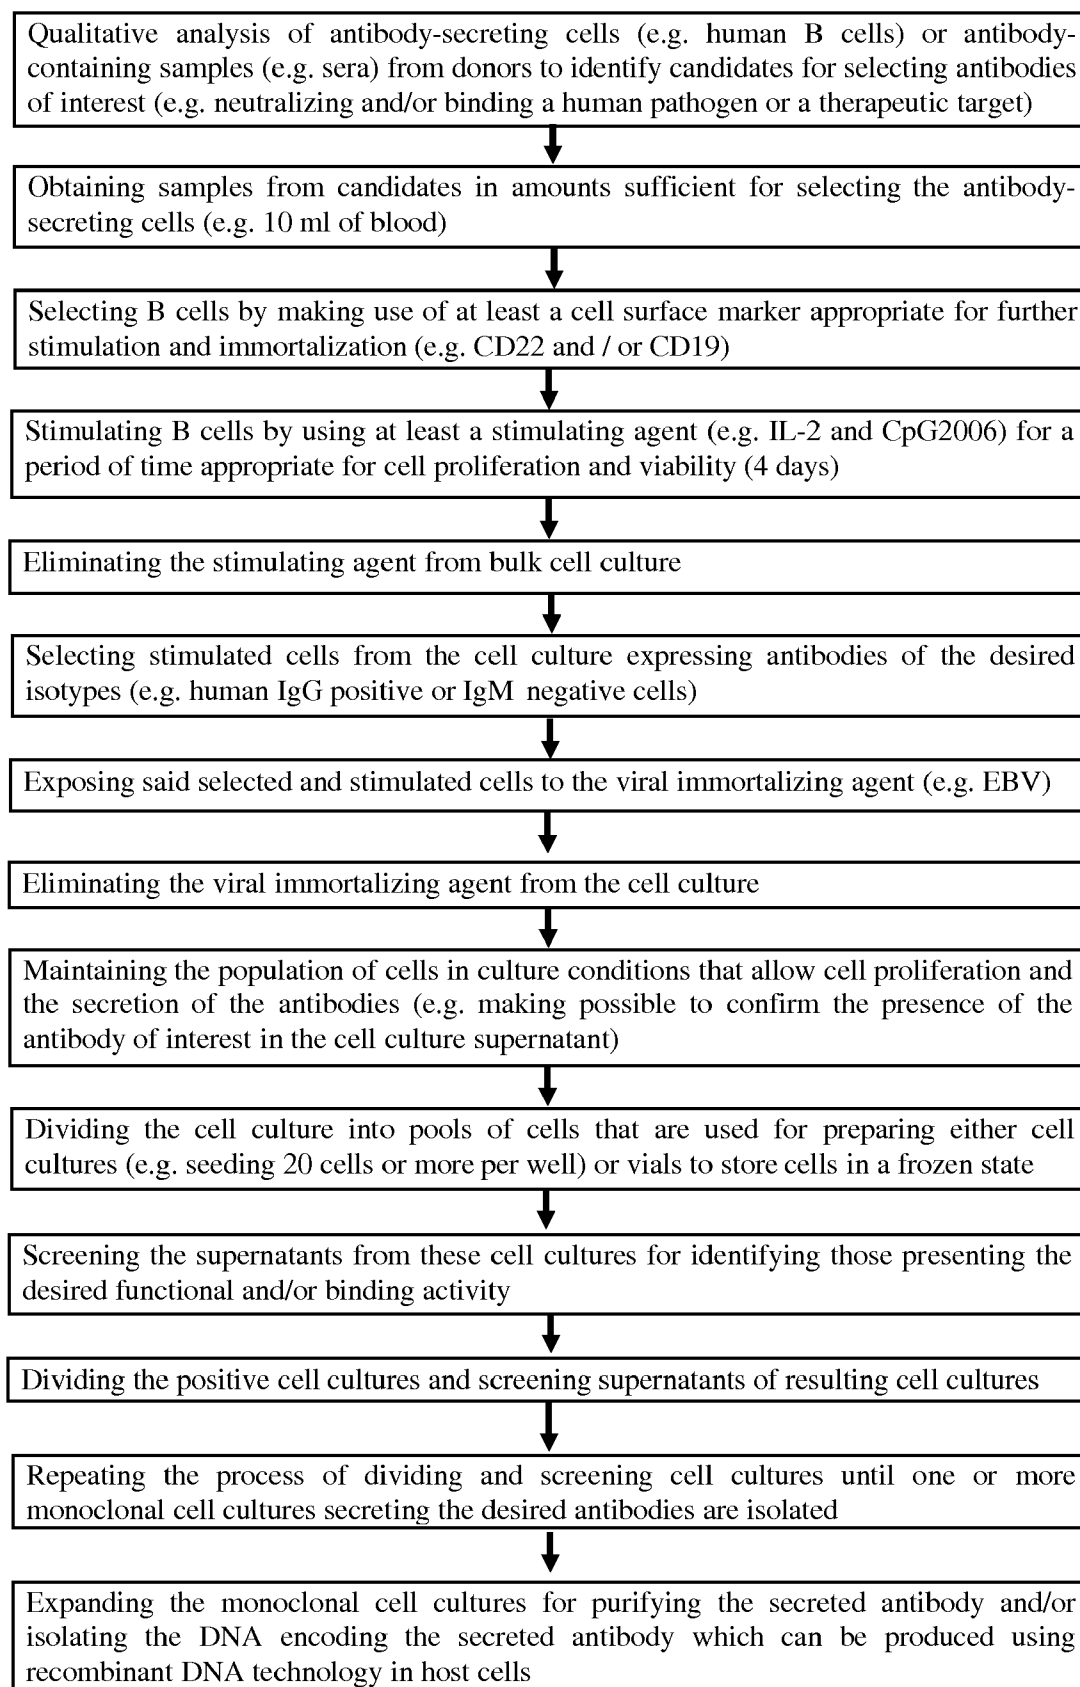 Qualitative analysis of antibody-secreting cells (e.g. human B cells) or antibody-
containing samples (e.g. sera) from donors to identify candidates for selecting antibodies
of interest (e.g. neutralizing and/or binding a human pathogen or a therapeutic target)
Obtaining samples from candidates in amounts sufficient for selecting the antibody-
secreting cells (e.g. 10 ml of blood)
Selecting B cells by making use of at least a cell surface marker appropriate for further
stimulation and immortalization (e.g. CD22 and / or CD19)
Stimulating B cells by using at least a stimulating agent (e.g. IL-2 and CpG2006) for a
period of time appropriate for cell proliferation and viability (4 days)
Eliminating the stimulating agent from bulk cell culture
Selecting stimulated cells from the cell culture expressing antibodies of the desired
isotypes (e.g. human IgG positive or IgM negative cells)
Exposing said selected and stimulated cells to the viral immortalizing agent (e.g. EBV)
Eliminating the viral immortalizing agent from the cell culture
Maintaining the population of cells in culture conditions that allow cell proliferation and
the secretion of the antibodies (e.g. making possible to confirm the presence of the
antibody of interest in the cell culture supernatant)
Dividing the cell culture into pools of cells that are used for preparing either cell
cultures (e.g. seeding 20 cells or more per well) or vials to store cells in a frozen state
Screening the supernatants from these cell cultures for identifying those presenting the
desired functional and/or binding activity
Dividing the positive cell cultures and screening supernatants of resulting cell cultures
Repeating the process of dividing and screening cell cultures until one or more
monoclonal cell cultures secreting the desired antibodies are isolated
Expanding the monoclonal cell cultures for purifying the secreted antibody and/or
isolating the DNA encoding the secreted antibody which can be produced using
recombinant DNA technology in host cells